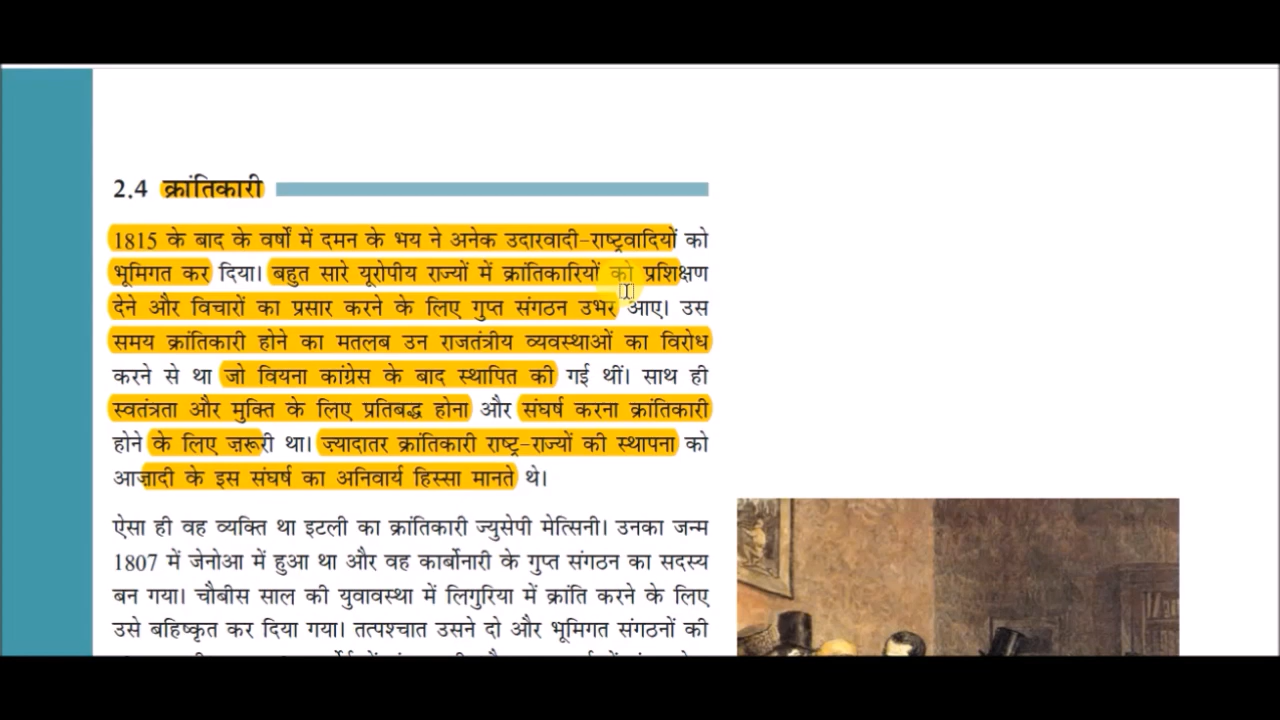 2.4 क्रांतिकारी
1815 के बाद के वर्षों में दमन के भय ने अनेक उदारवादी-राष्ट्रवादियों को
भूमिगत कर दिया। बहुत सारे यूरोपीय राज्यों में क्रांतिकारियों को प्रशिक्षण
देने और विचारों का प्रसार करने के लिए गुप्त संगठन उभर आए। उस
समय क्रांतिकारी होने का मतलब उन राजतंत्रीय व्यवस्थाओं का विरोध
करने से था जो वियना कांग्रेस के बाद स्थापित की गई थीं। साथ ही
स्वतंत्रता और मुक्ति के लिए प्रतिबद्ध होना और संघर्ष करना क्रांतिकारी
होने के लिए ज़रूरी था। ज़्यादातर क्रांतिकारी राष्ट्र-राज्यों की स्थापना को
आज़ादी के इस संघर्ष का अनिवार्य हिस्सा मानते थे।
ऐसा ही वह व्यक्ति था इटली का क्रांतिकारी ज्युसेपी मेत्सिनी। उनका जन्म
1807 में जेनोआ में हुआ था और वह कार्बोनारी के गुप्त संगठन का सदस्य
बन गया। चौबीस साल की युवावस्था में लिगुरिया में क्रांति करने के लिए
उसे बहिष्कृत कर दिया गया। तत्पश्चात उसने दो और भूमिगत संगठनों की